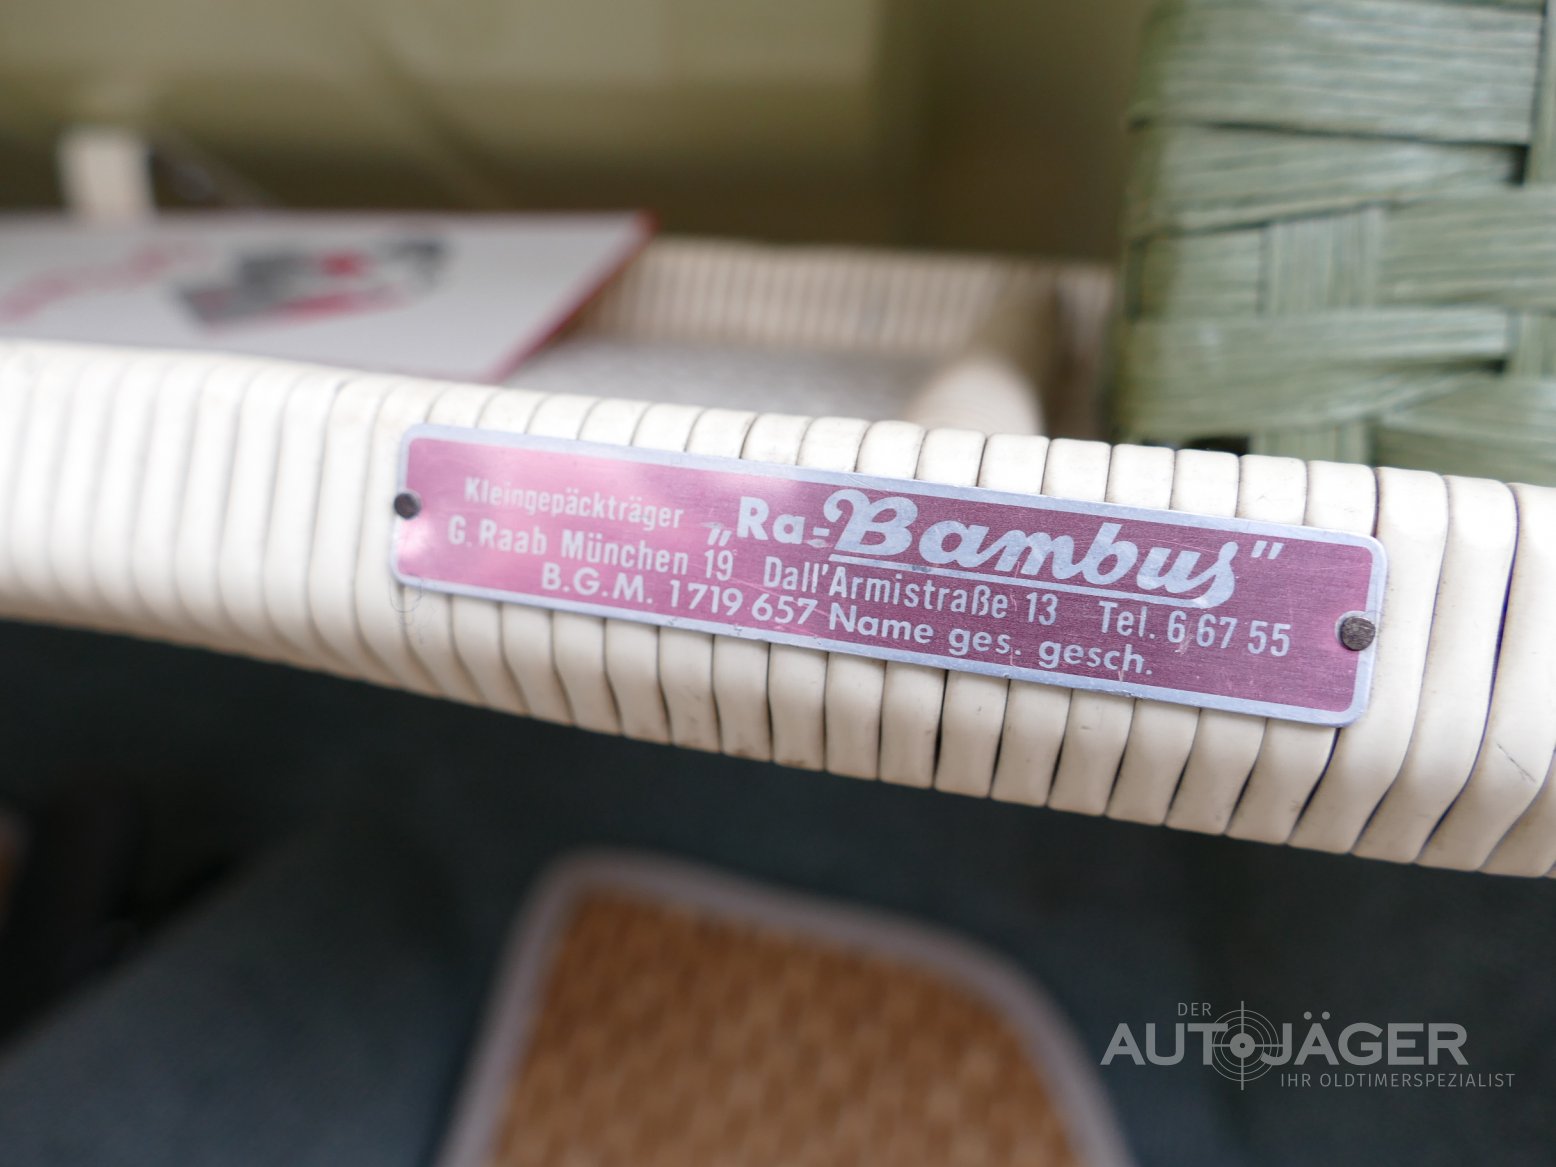 Kleingepäckträger „Ra-Bambus"
G. Raab München 19 Dall'Armistraße 13 Tel. 6 67 55
B.G.M. 1719 657 Name ges. gesch.
DER
AUTOJÄGER
IHR OLDTIMERSPEZIALIST